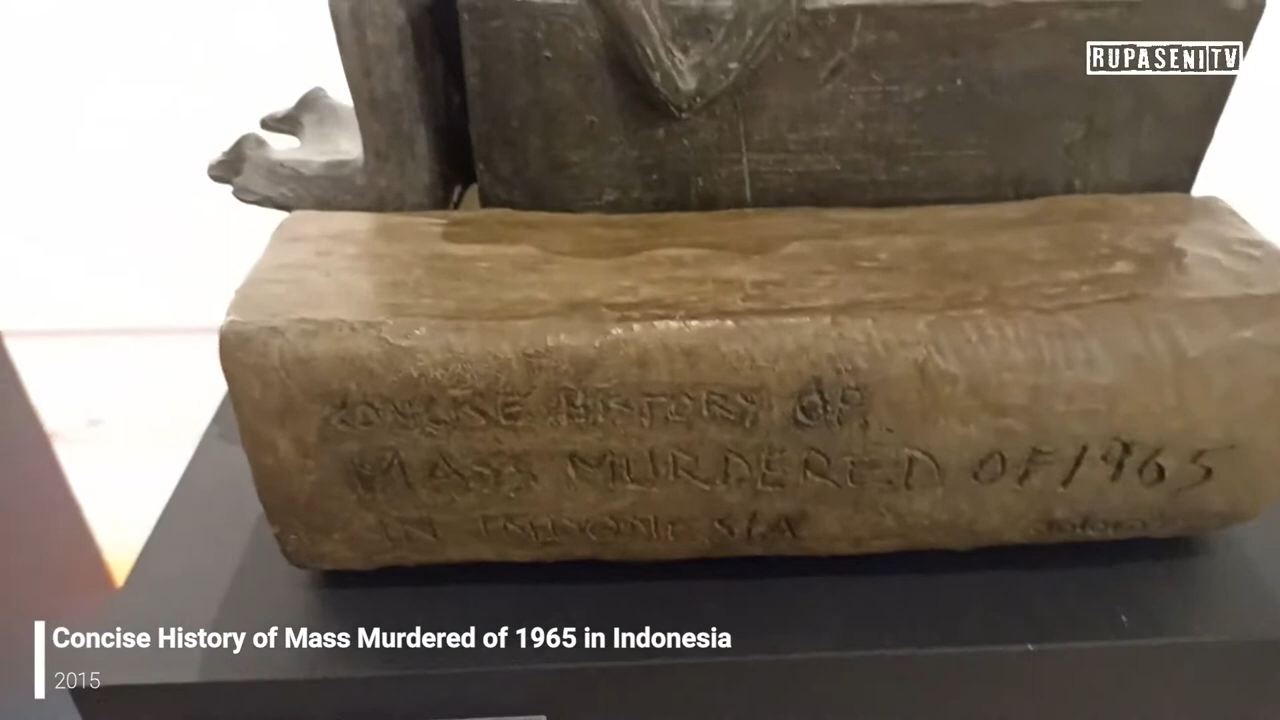 RUPASENI TV
CONCISE HISTORY OF
MASS MURDERED OF 1965
IN INDONESIA
Concise History of Mass Murdered of 1965 in Indonesia
2015